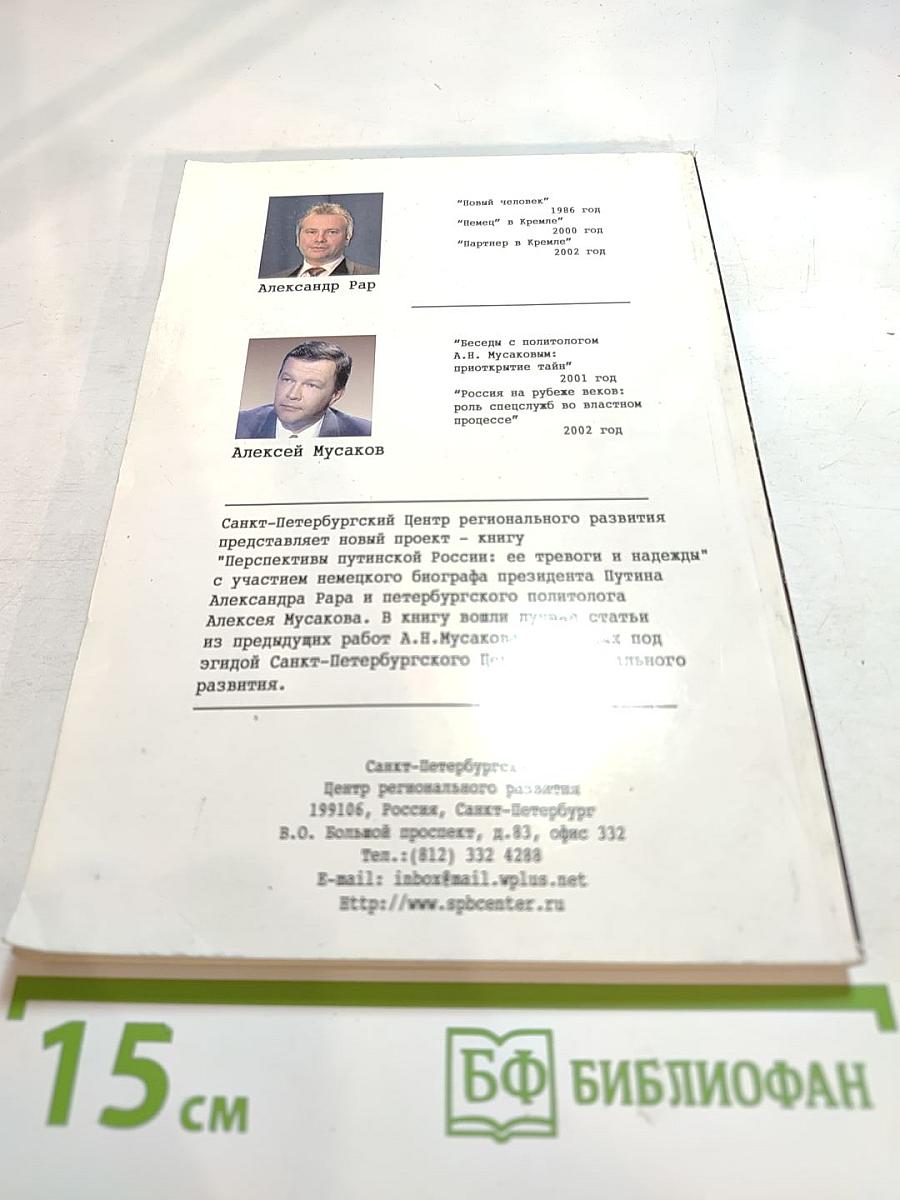 "Новый человек"
1986 год
"Немец" в Кремле"
2000 год
"Партнер в Кремле"
2002 год
Александр Рар
"Беседы с политологом
А.Н. Мусаковым:
приоткрытие тайн"
2001 год
"Россия на рубеже веков:
роль спецслужб во властном
процессе"
2002 год
Алексей Мусаков
Санкт-Петербургский Центр регионального развития
представляет новый проект - книгу
"Перспективы путинской России: ее тревоги и надежды"
с участием немецкого биографа президента Путина
Александра Рара и петербургского политолога
Алексея Мусакова. В книгу вошли статьи
из предыдущих работ под
эгидой Санкт-Петербургского
развития.
Центр регионального развития
199106, Россия, Санкт-Петербург
В.О. Большой проспект, д.83, офис 332
Тел.:(812) 332 4288
E-mail: inbox@mail.wplus.net
Http://www.spbcenter.ru
15 см
БФ БИБЛИОФАН